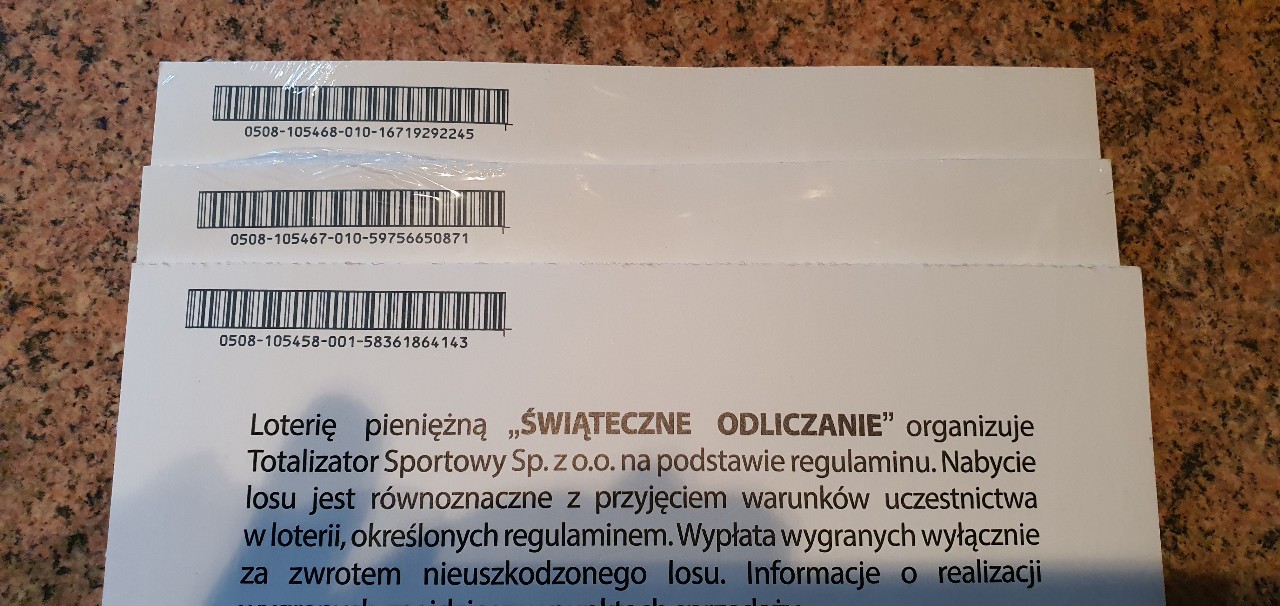 0508-105468-010-16719292245
0508-105467-010-59756650871
0508-105458-001-58361864143
Loterię pieniężną „ŚWIĄTECZNE ODLICZANIE” organizuje
Totalizator Sportowy Sp. z o.o. na podstawie regulaminu. Nabycie
losu jest równoznaczne z przyjęciem warunków uczestnictwa
w loterii, określonych regulaminem. Wypłata wygranych wyłącznie
za zwrotem nieuszkodzonego losu. Informacje o realizacji